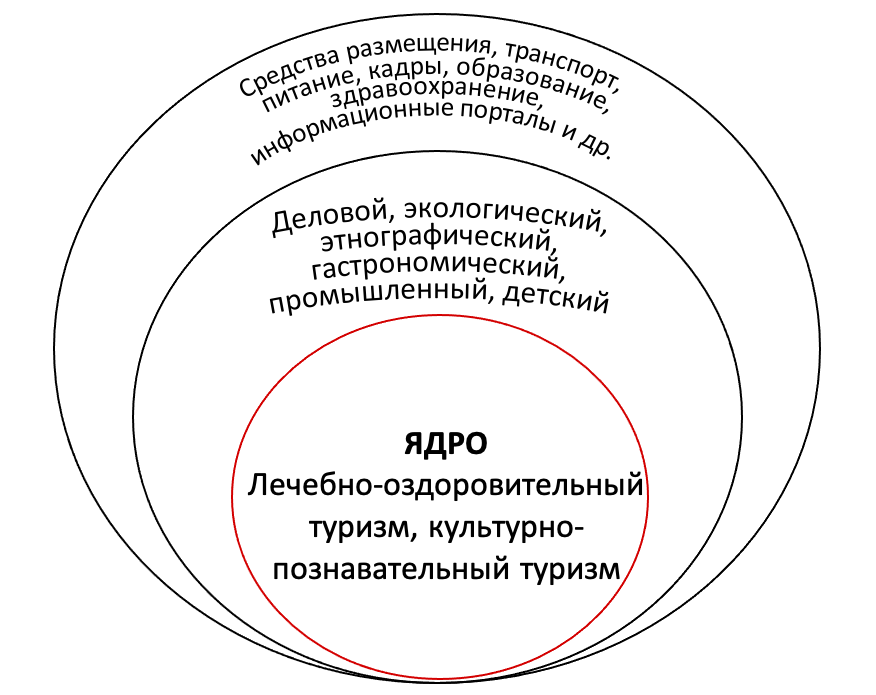 Средства размещения, транспорт,
питание, кадры, образование,
здравоохранение,
информационные порталы и др.
Деловой, экологический,
этнографический,
гастрономический,
промышленный, детский
ЯДРО
Лечебно-оздоровительный
туризм, культурно-
познавательный туризм